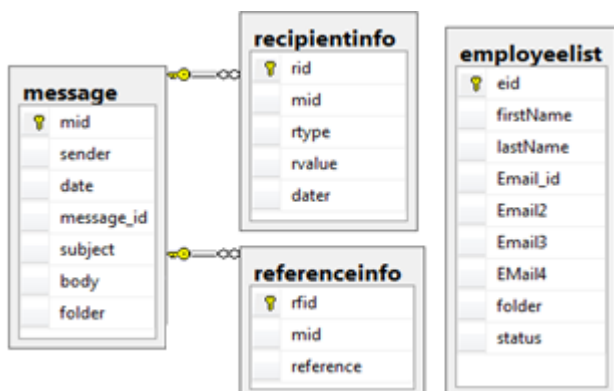 message
mid
sender
date
message_id
subject
body
folder
recipientinfo
rid
mid
rtype
rvalue
dater
referenceinfo
rfid
mid
reference
employeelist
eid
firstName
lastName
Email_id
Email2
Email3
EMail4
folder
status